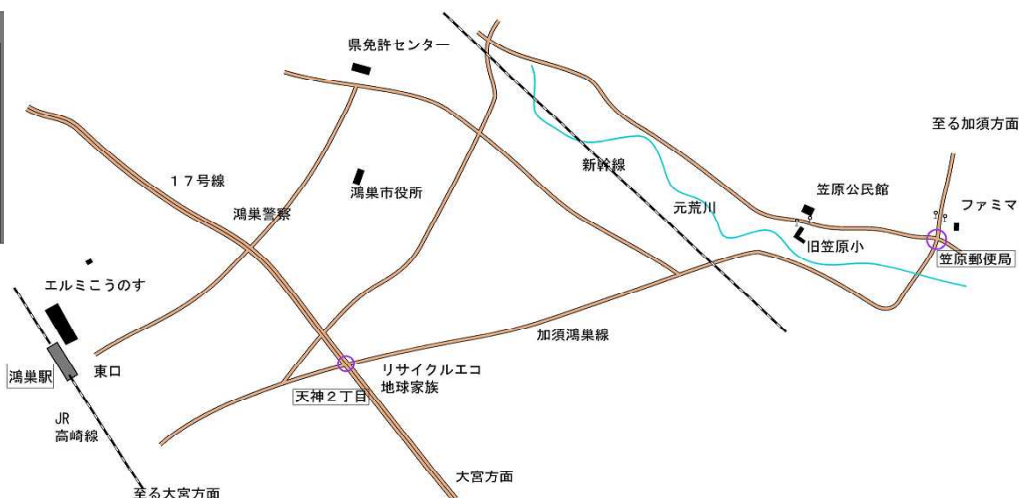 県免許センター
至る加須方面
新幹線
１７号線
鴻巣市役所
笠原公民館
ファミマ
鴻巣警察
元荒川
旧笠原小
笠原郵便局
エルミこうのす
加須鴻巣線
鴻巣駅
東口
リサイクルエコ
地球家族
天神２丁目
JR
高崎線
大宮方面
至る大宮方面